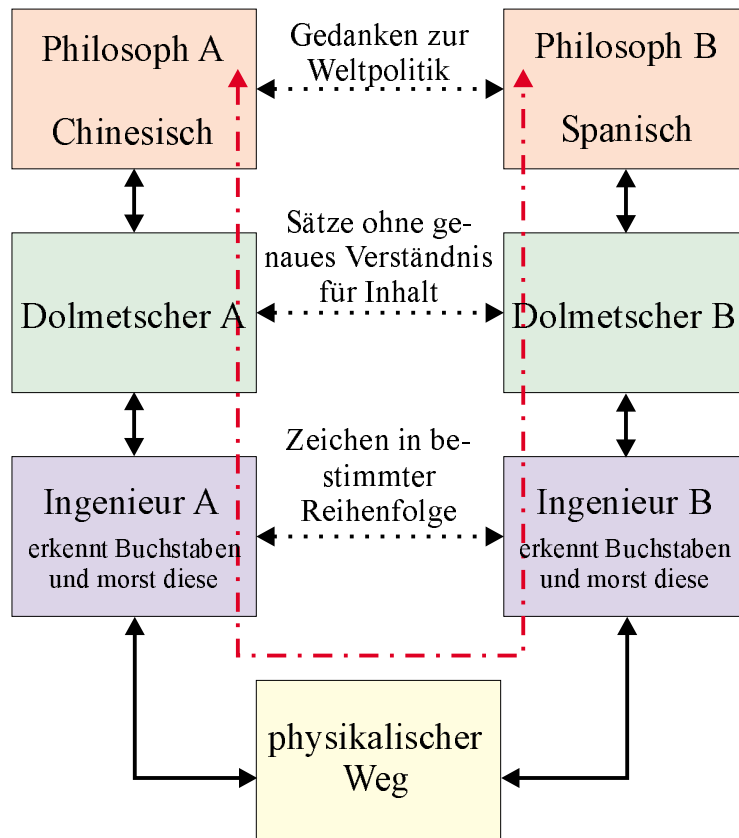 Philosoph A
Chinesisch
Gedanken zur
Weltpolitik
Philosoph B
Spanisch
Dolmetscher A
Sätze ohne ge-
naues Verständnis
für Inhalt
Dolmetscher B
Ingenieur A
erkennt Buchstaben
und morst diese
Zeichen in be-
stimmter
Reihenfolge
Ingenieur B
erkennt Buchstaben
und morst diese
physikalischer
Weg